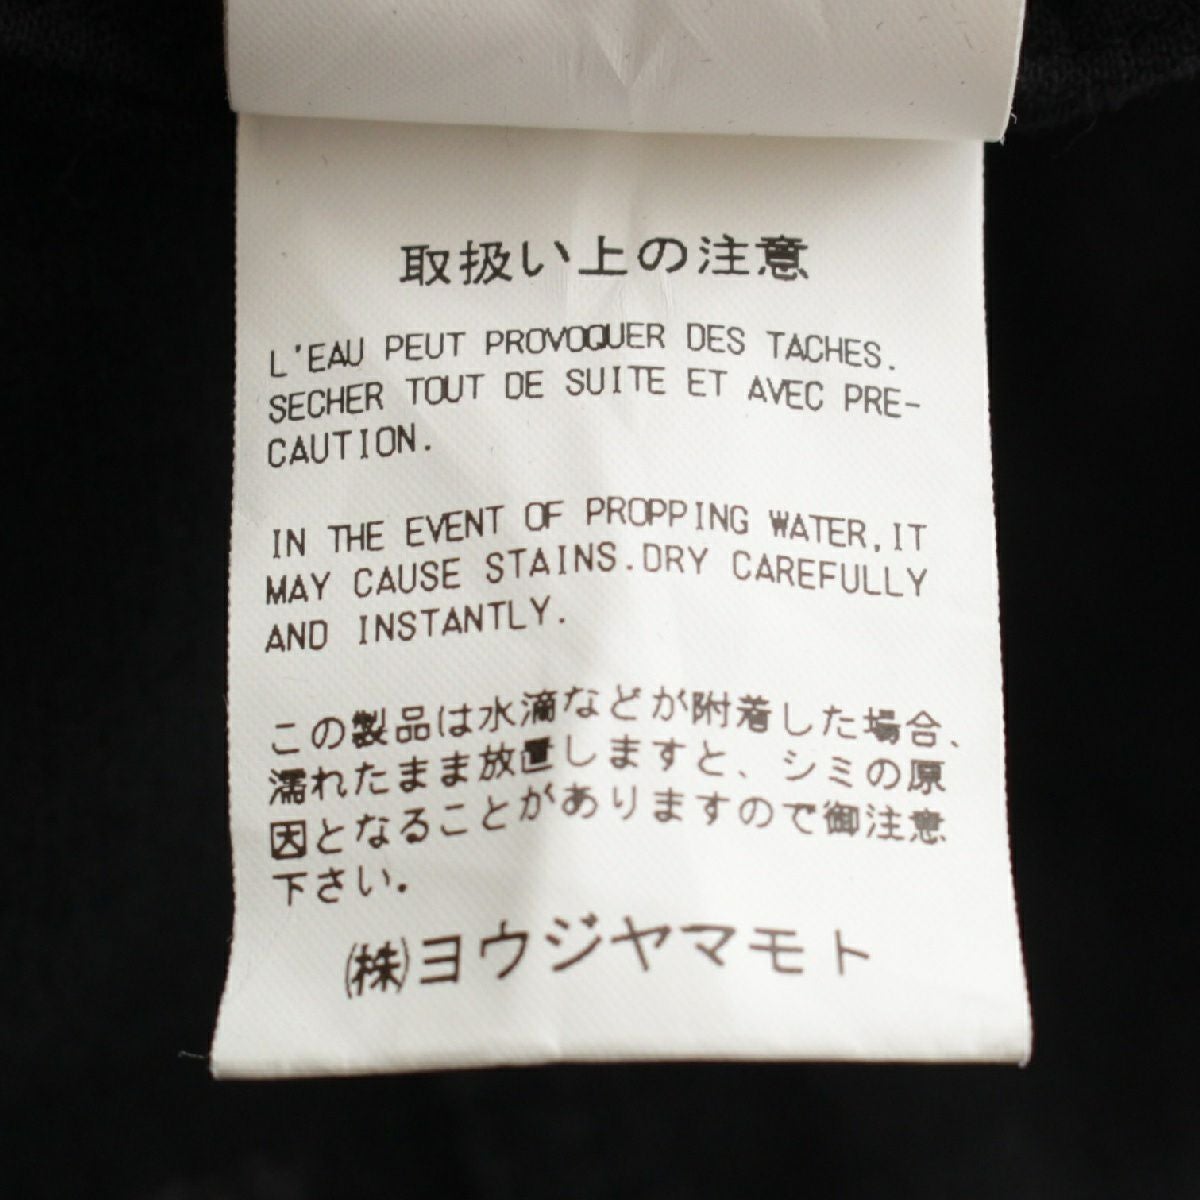 取扱い上の注意
L'EAU PEUT PROVOQUER DES TACHES.
SECHER TOUT DE SUITE ET AVEC PRE-
CAUTION.
IN THE EVENT OF PROPPING WATER,IT
MAY CAUSE STAINS.DRY CAREFULLY
AND INSTANTLY.
この製品は水滴などが附着した場合、
濡れたまま放置しますと、シミの原
因となることがありますので御注意
下さい。
(株)ヨウジヤマモト